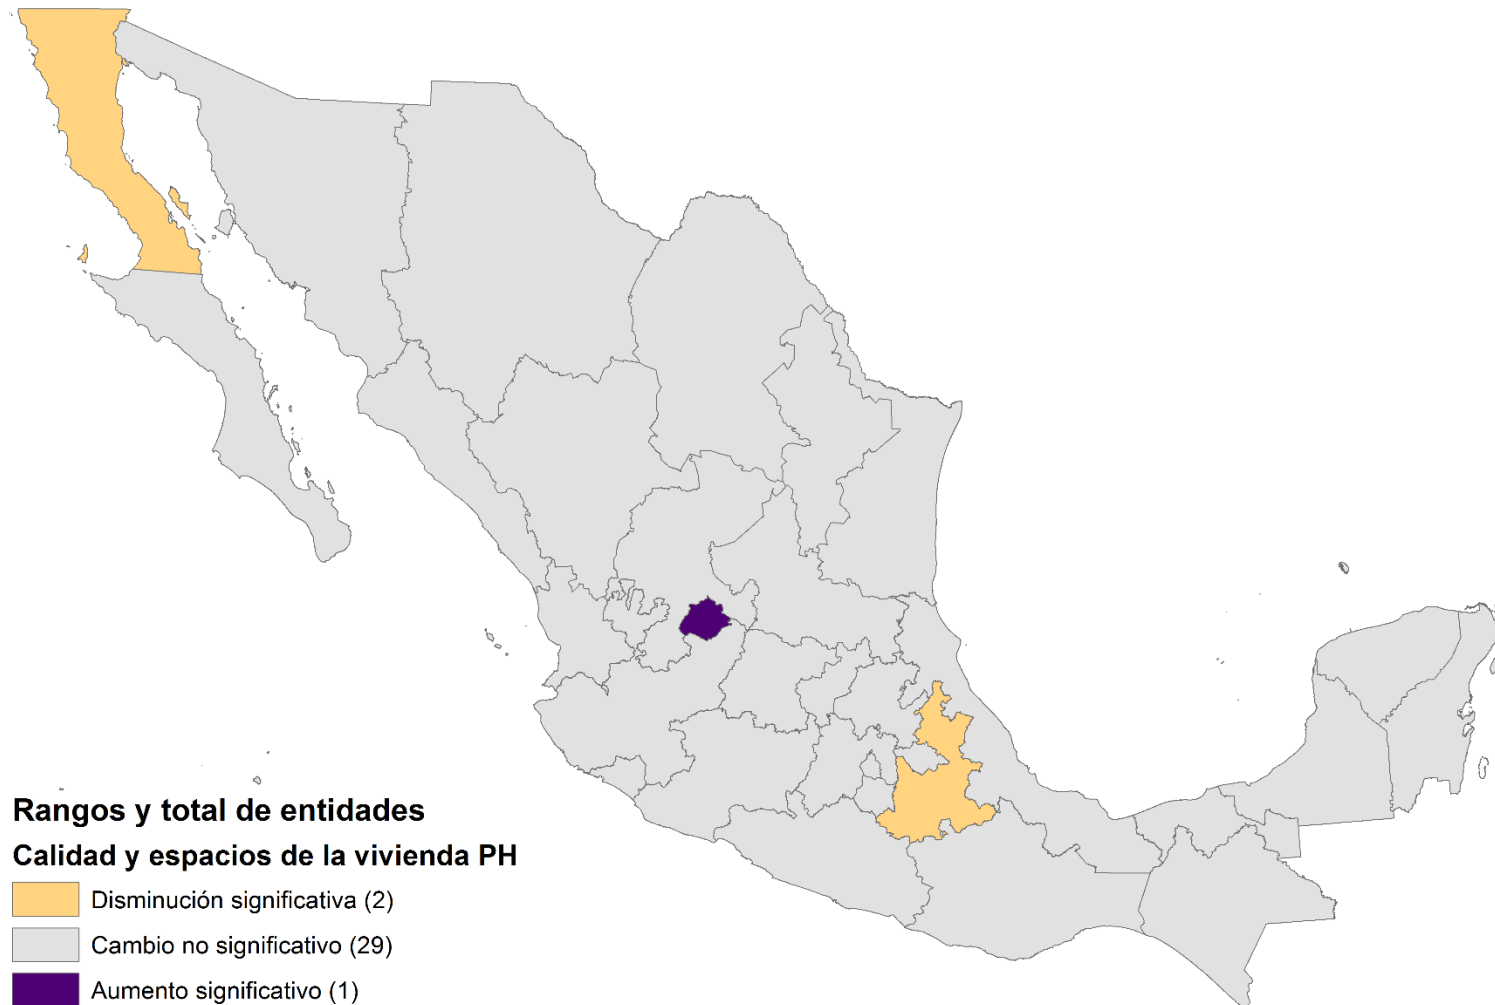 Rangos y total de entidades
Calidad y espacios de la vivienda PH
Disminución significativa (2)
Cambio no significativo (29)
Aumento significativo (1)